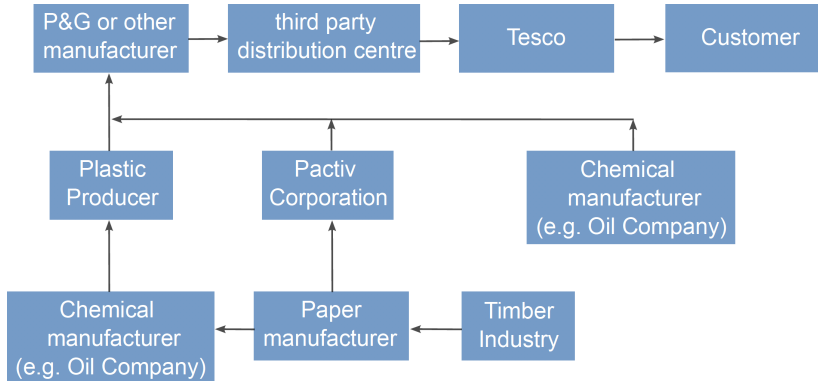 P&G or other
manufacturer
third party
distribution centre
Tesco
Customer
Plastic
Producer
Pactiv
Corporation
Chemical
manufacturer
(e.g. Oil Company)
Chemical
manufacturer
(e.g. Oil Company)
Paper
manufacturer
Timber
Industry